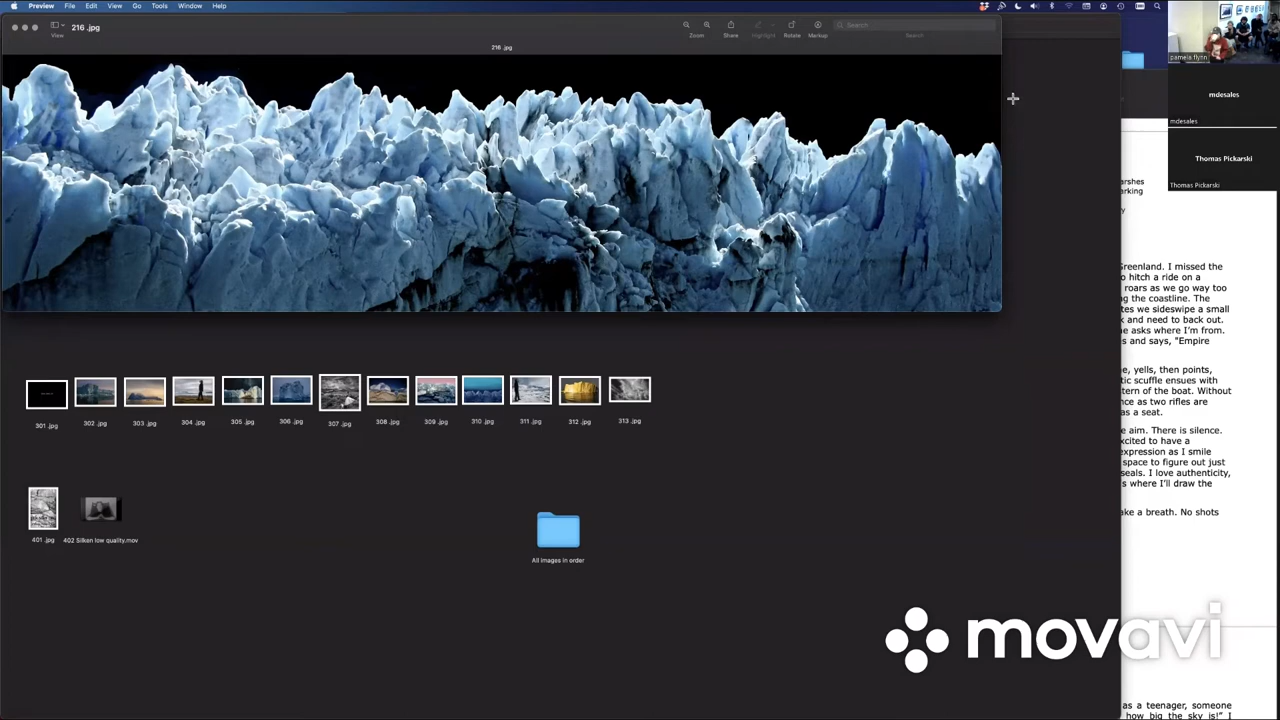 Preview File Edit View Go Tools Window Help
216 .jpg
View
Zoom Share Highlight Rotate Markup Search
Search
216 .jpg
pamela flynn
mdesales
mdesales
Thomas Pickarski
Thomas Pickarski
arshes
arking
y
Greenland. I missed the
o hitch a ride on a
roars as we go way too
ng the coastline. The
tes we sideswipe a small
k and need to back out.
e asks where I'm from.
es and says, "Empire
e, yells, then points,
tic scuffle ensues with
tern of the boat. Without
nce as two rifles are
as a seat.
e aim. There is silence.
xcited to have a
expression as I smile
space to figure out just
seals. I love authenticity,
s where I'll draw the
ake a breath. No shots
301 .jpg 302 .jpg 303 .jpg 304 .jpg 305 .jpg 306 .jpg 307 .jpg 308 .jpg 309 .jpg 310 .jpg 311 .jpg 312 .jpg 313 .jpg
401 .jpg 402 Silken low quality.mov
All images in order
movavi
as a teenager, someone
how big the sky is!" I